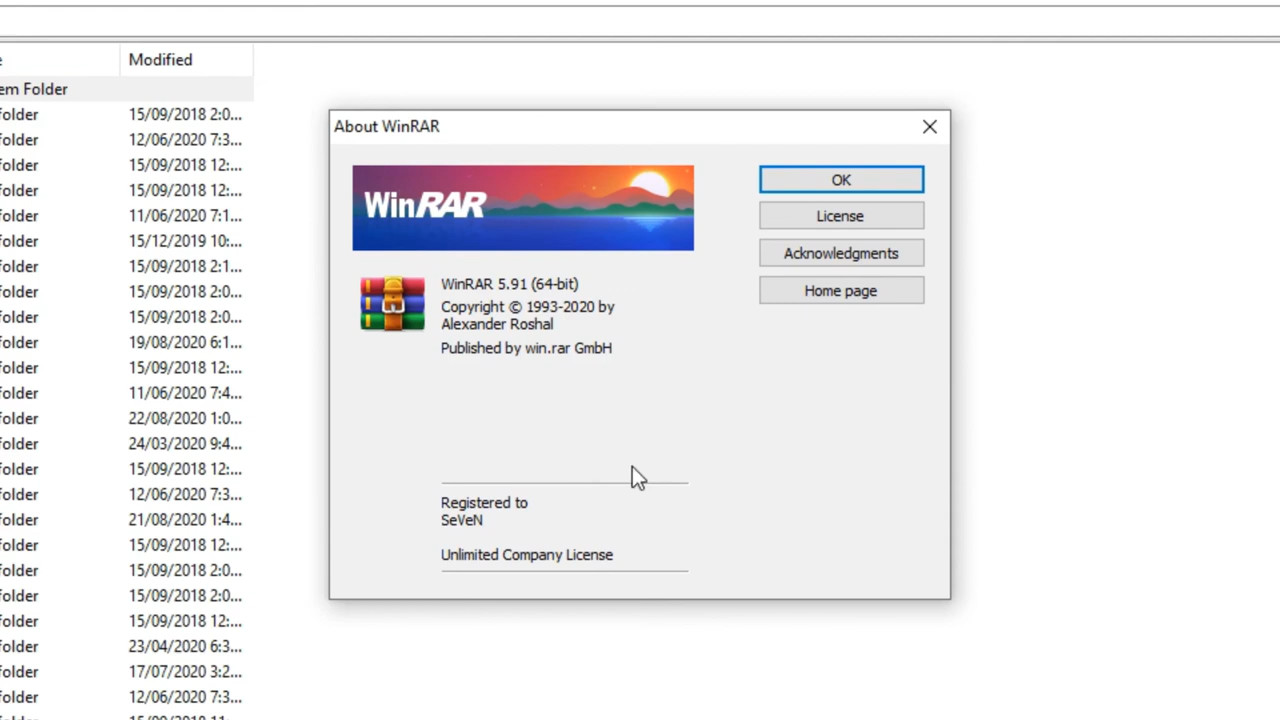 Modified
em Folder
folder 15/09/2018 2:0...
folder 12/06/2020 7:3...
folder 15/09/2018 12:...
folder 15/09/2018 12:...
folder 11/06/2020 7:1...
folder 15/12/2019 10:...
folder 15/09/2018 2:1...
folder 15/09/2018 2:0...
folder 15/09/2018 2:0...
folder 19/08/2020 6:1...
folder 15/09/2018 12:...
folder 11/06/2020 7:4...
folder 22/08/2020 1:0...
folder 24/03/2020 9:4...
folder 15/09/2018 12:...
folder 12/06/2020 7:3...
folder 21/08/2020 1:4...
folder 15/09/2018 12:...
folder 15/09/2018 2:0...
folder 15/09/2018 2:0...
folder 15/09/2018 12:...
folder 23/04/2020 6:3...
folder 17/07/2020 3:2...
folder 12/06/2020 7:3...
About WinRAR
WinRAR
WinRAR 5.91 (64-bit)
Copyright © 1993-2020 by
Alexander Roshal
Published by win.rar GmbH
Registered to
SeVeN
Unlimited Company License
OK
License
Acknowledgments
Home page